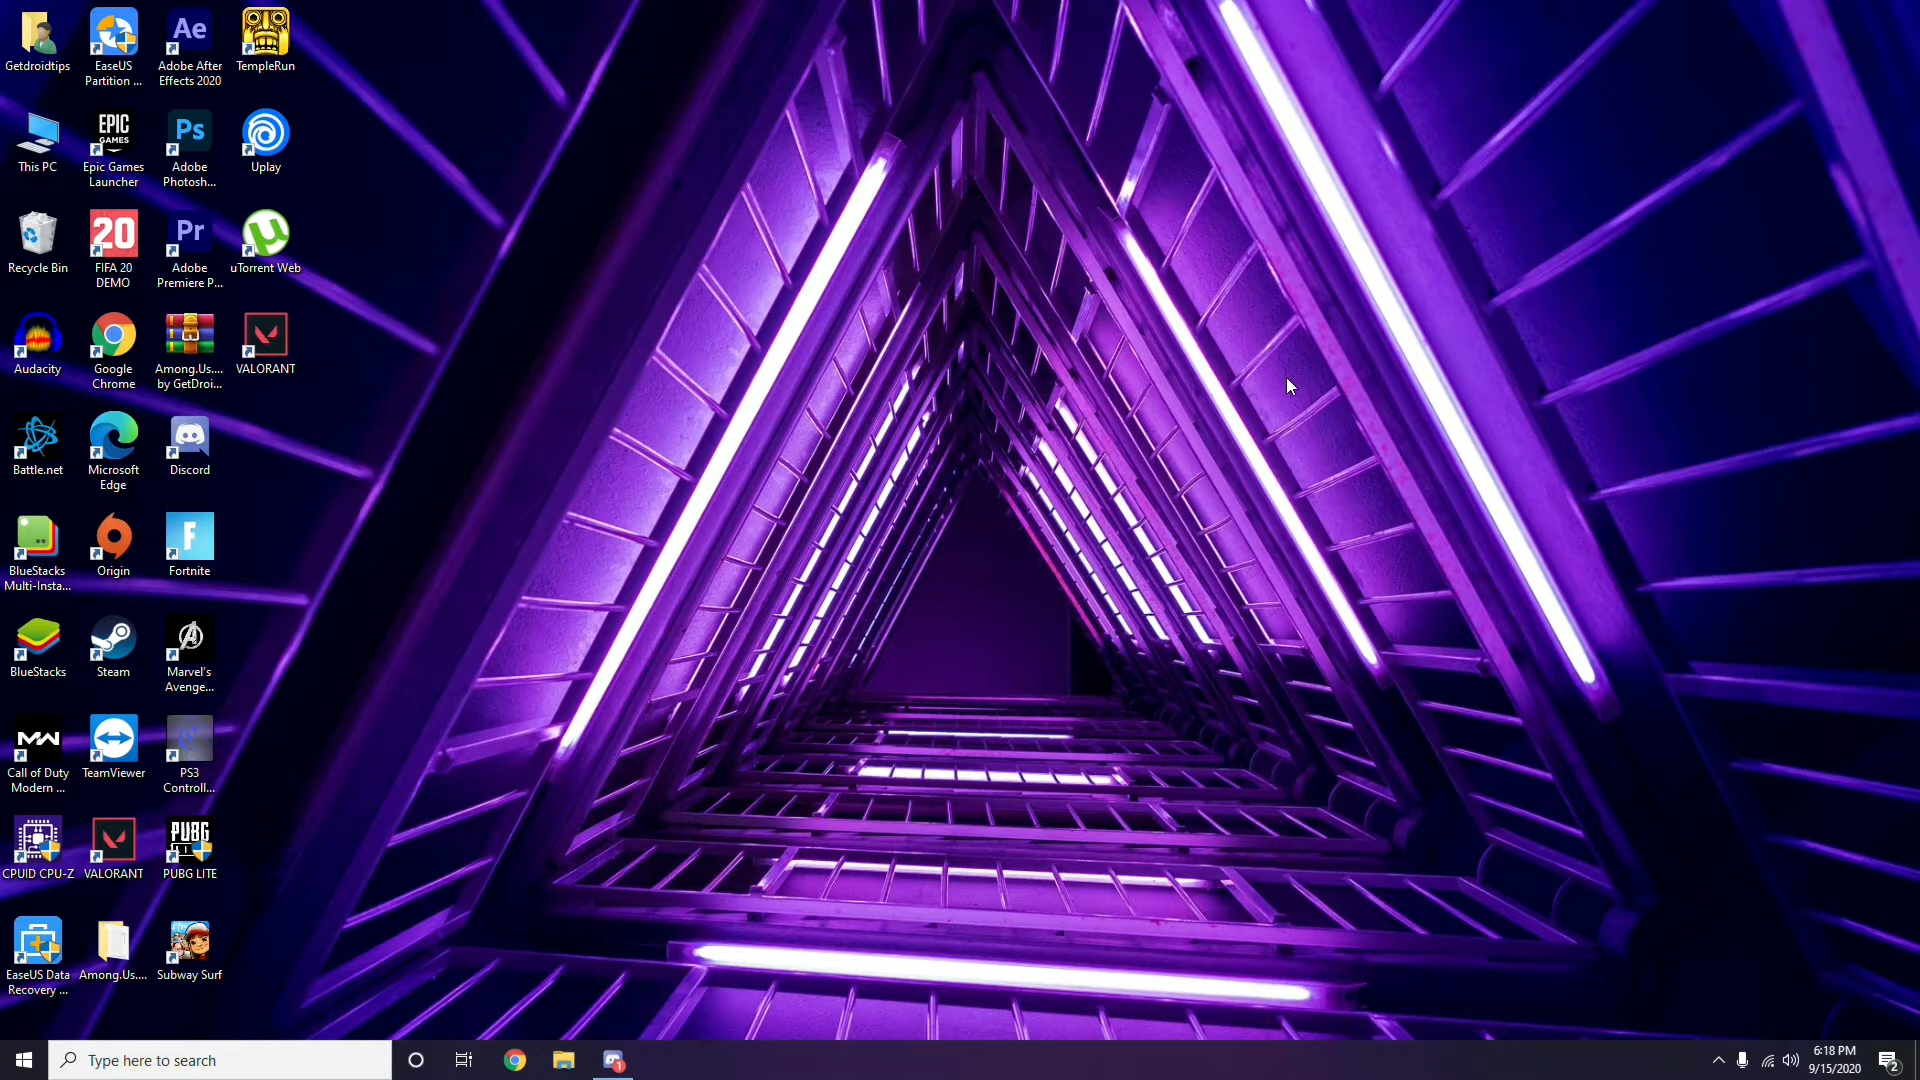 Getdroidtips
EaseUS
Partition ...
Ae
Adobe After
Effects 2020
TempleRun
This PC
EPIC
GAMES
Epic Games
Launcher
Ps
Adobe
Photosh...
Uplay
Recycle Bin
20
FIFA 20
DEMO
Pr
Adobe
Premiere P...
µ
uTorrent Web
Audacity
Google
Chrome
Among.Us....
by GetDroi...
VALORANT
Battle.net
Microsoft
Edge
Discord
BlueStacks
Multi-Insta...
Origin
F
Fortnite
BlueStacks
Steam
Marvel's
Avenge...
MW
Call of Duty
Modern ...
TeamViewer
PS3
Controll...
CPUID CPU-Z
VALORANT
PUBG
PUBG LITE
EaseUS Data
Recovery ...
Among.Us....
Subway Surf
Type here to search
1
6:18 PM
9/15/2020
2